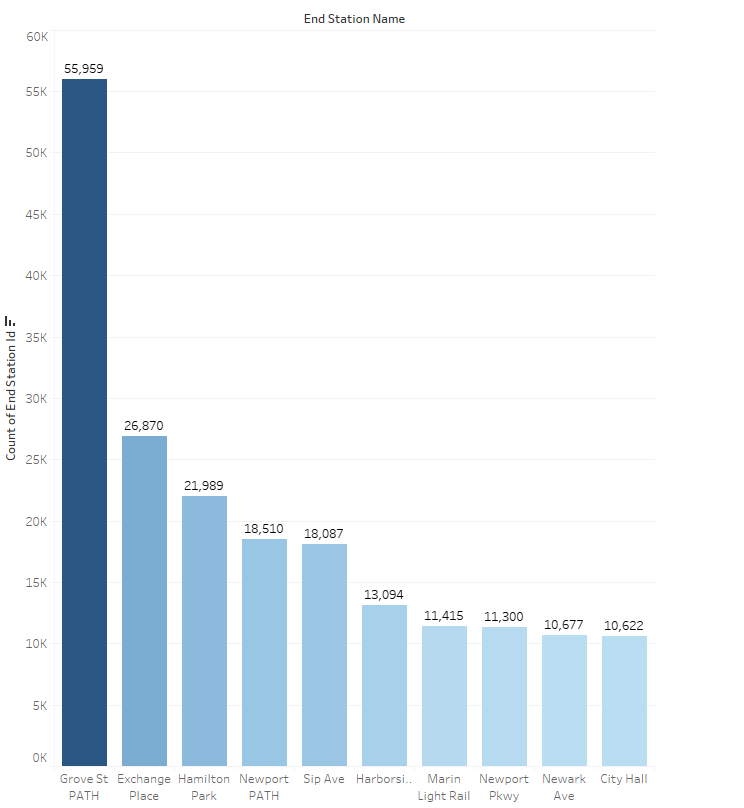 End Station Name
60K
55K
50K
45K
40K
35K
30K
25K
20K
15K
10K
5K
0K
Count of End Station Id
55,959
26,870
21,989
18,510
18,087
13,094
11,415
11,300
10,677
10,622
Grove St
PATH
Exchange
Place
Hamilton
Park
Newport
PATH
Sip Ave
Harborsi..
Marin
Light Rail
Newport
Pkwy
Newark
Ave
City Hall